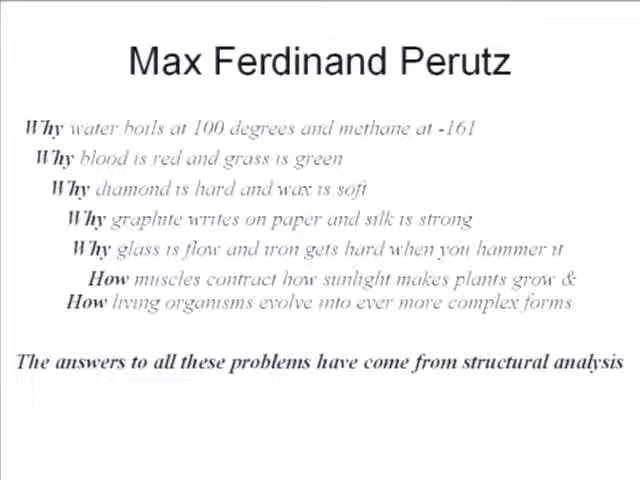 Max Ferdinand Perutz
Why water boils at 100 degrees and methane at -161
Why blood is red and grass is green
Why diamond is hard and wax is soft
Why graphite writes on paper and silk is strong
Why glass is flow and iron gets hard when you hammer it
How muscles contract how sunlight makes plants grow &
How living organisms evolve into ever more complex forms
The answers to all these problems have come from structural analysis